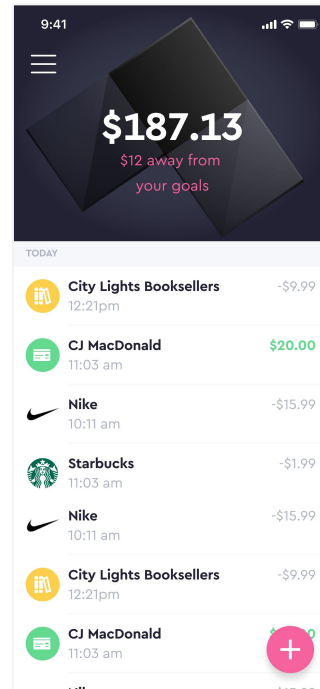 9:41
$187.13
$12 away from
your goals
TODAY
City Lights Booksellers -$9.99
12:21pm
CJ MacDonald $20.00
11:03 am
Nike -$15.99
10:11 am
Starbucks -$1.99
11:03 am
Nike -$15.99
10:11 am
City Lights Booksellers -$9.99
12:21pm
CJ MacDonald
11:03 am